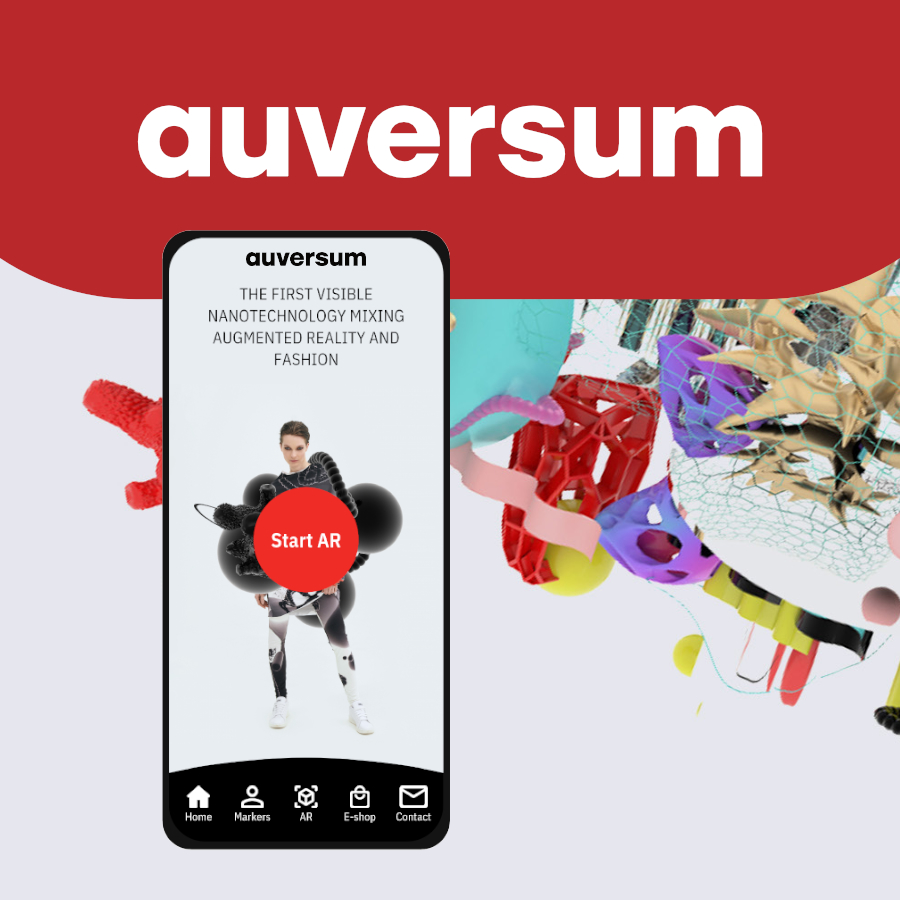 auversum
auversum
THE FIRST VISIBLE
NANOTECHNOLOGY MIXING
AUGMENTED REALITY AND
FASHION
Start AR
Home Markers AR E-shop Contact